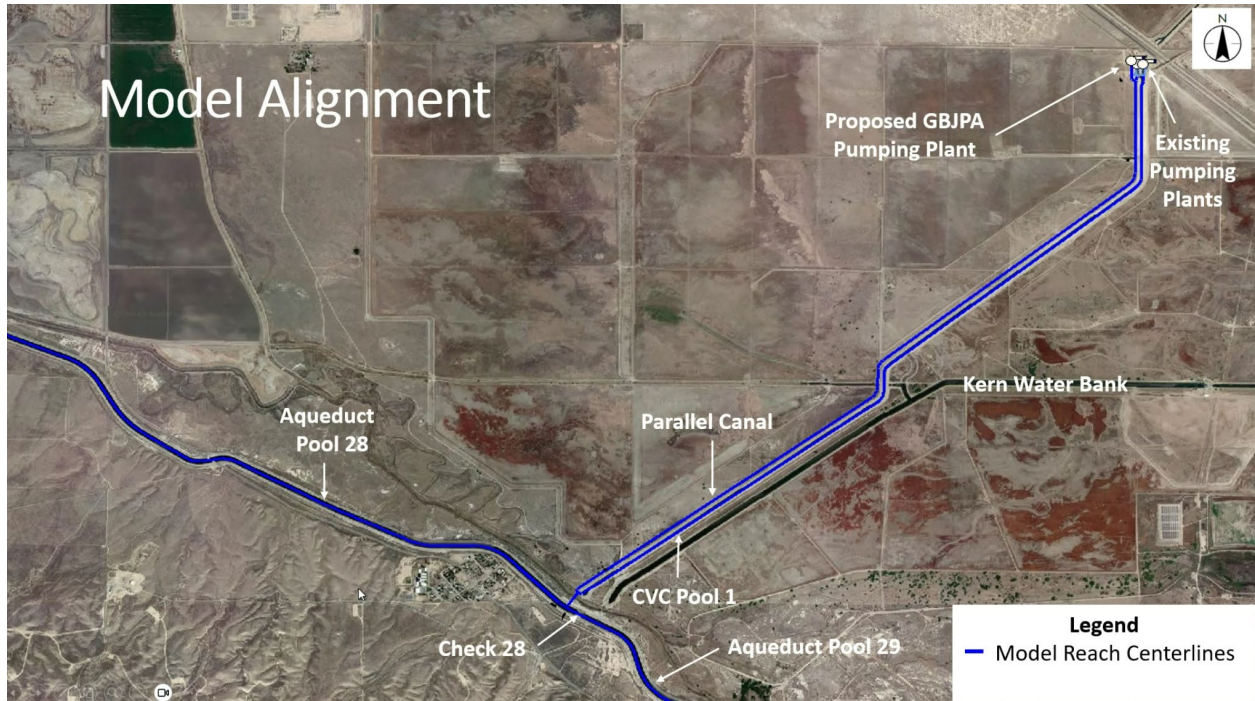 Model Alignment
N
Proposed GBJPA
Pumping Plant
Existing
Pumping
Plants
Kern Water Bank
Aqueduct
Pool 28
Parallel Canal
CVC Pool 1
Check 28
Aqueduct Pool 29
Legend
Model Reach Centerlines